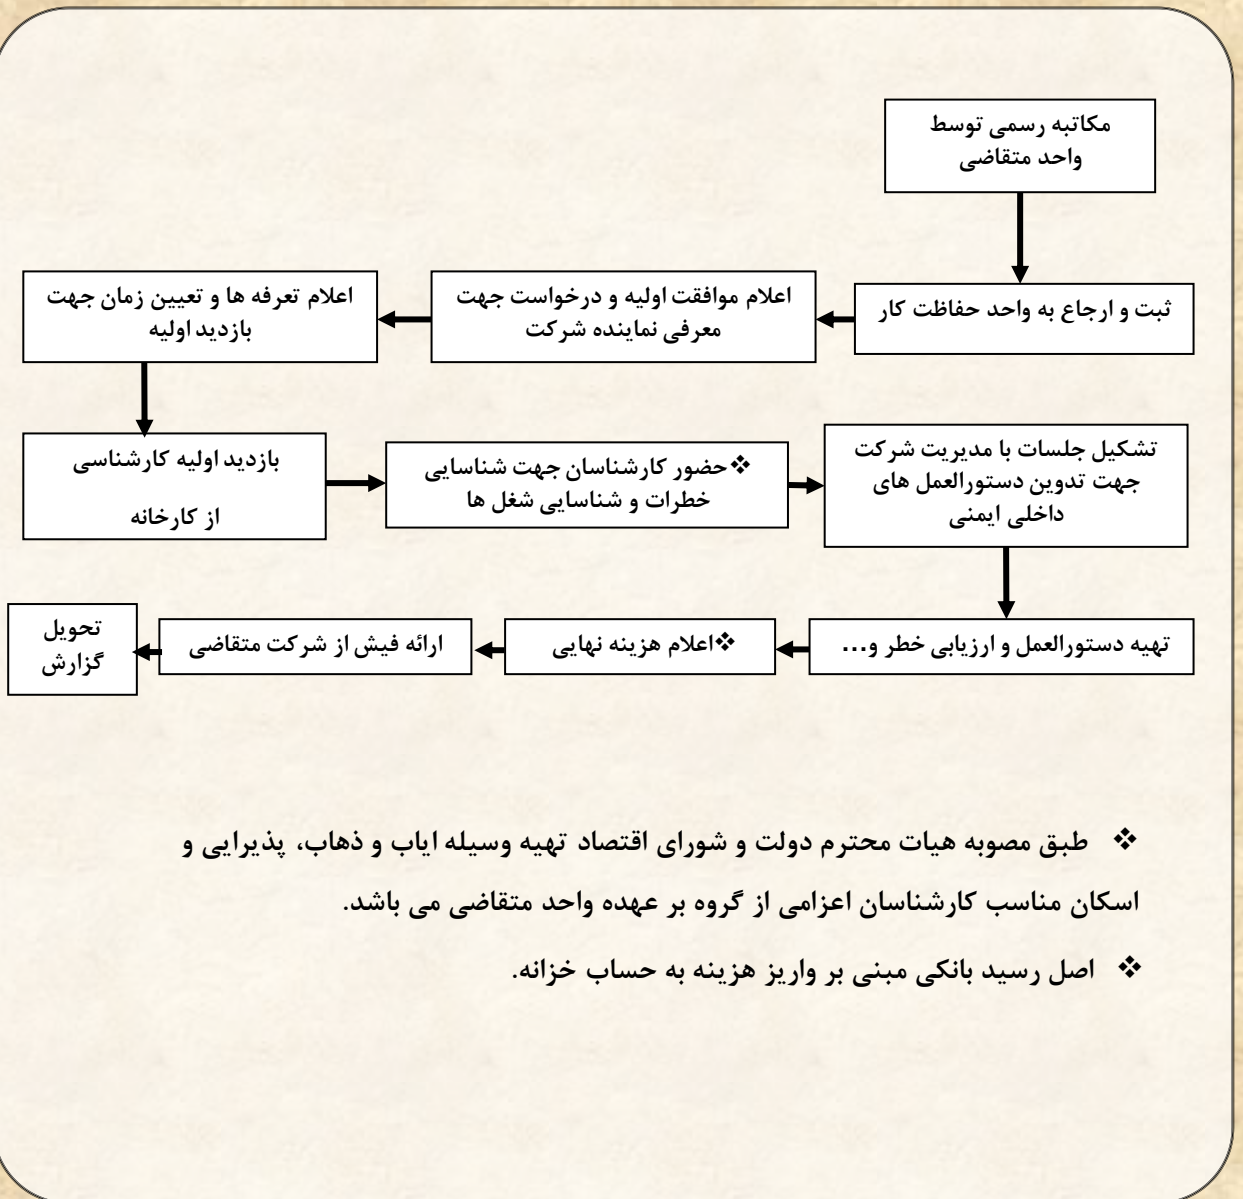 مکاتبه رسمی توسط
واحد متقاضی
ثبت و ارجاع به واحد حفاظت کار
اعلام موافقت اولیه و درخواست جهت
معرفی نماینده شرکت
اعلام تعرفه ها و تعیین زمان جهت
بازدید اولیه
بازدید اولیه کارشناسی
از کارخانه
❖حضور کارشناسان جهت شناسایی
خطرات و شناسایی شغل ها
تشکیل جلسات با مدیریت شرکت
جهت تدوین دستورالعمل های
داخلی ایمنی
تهیه دستورالعمل و ارزیابی خطر و...
❖اعلام هزینه نهایی
ارائه فیش از شرکت متقاضی
تحویل
گزارش
❖ طبق مصوبه هیات محترم دولت و شورای اقتصاد تهیه وسیله ایاب و ذهاب، پذیرایی و
اسکان مناسب کارشناسان اعزامی از گروه بر عهده واحد متقاضی می باشد.
❖ اصل رسید بانکی مبنی بر واریز هزینه به حساب خزانه.